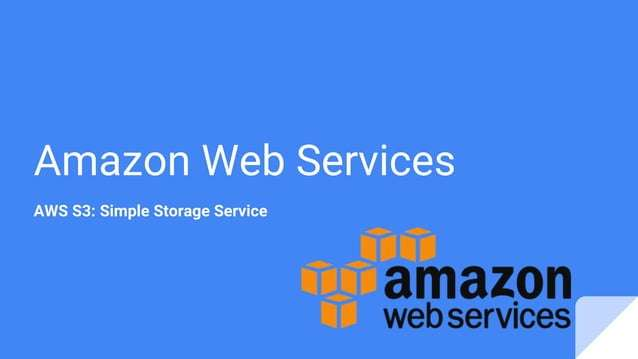 Amazon Web Services
AWS S3: Simple Storage Service
amazon
web services